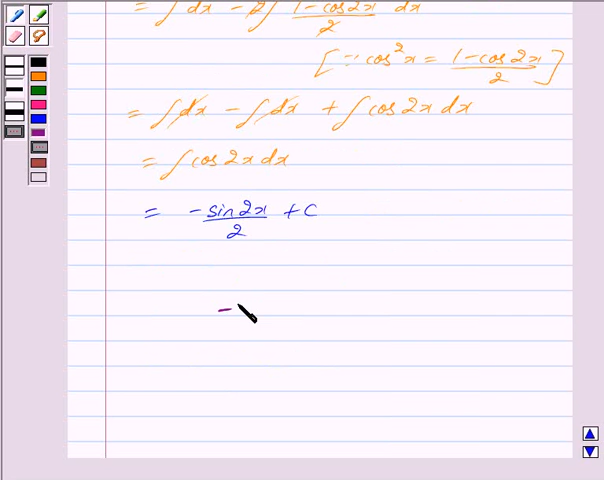 = ∫ dx - 2∫ 1-cos2x/2 dx
[∵ cos²x = 1-cos2x/2]
= ∫dx - ∫dx + ∫cos2x dx
= ∫cos2x dx
= -sin2x/2 + c
-